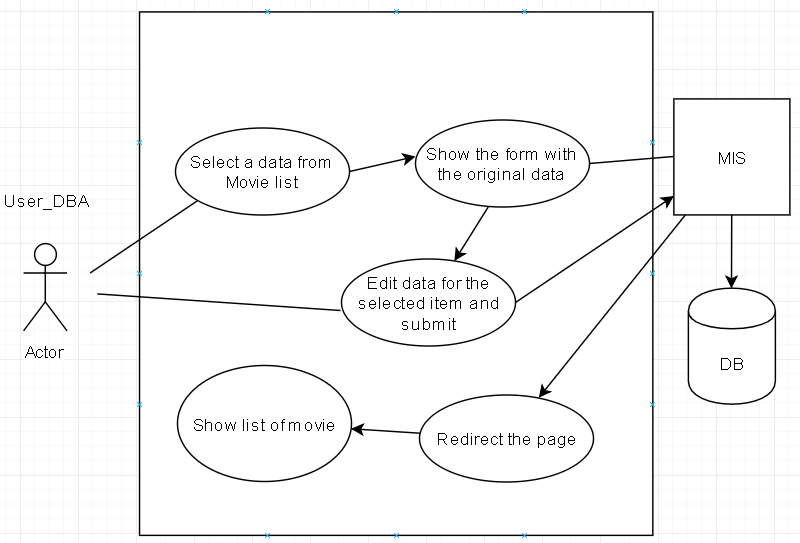 Select a data from
Movie list
Show the form with
the original data
MIS
User_DBA
Edit data for the
selected item and
submit
Actor
DB
Show list of movie
Redirect the page